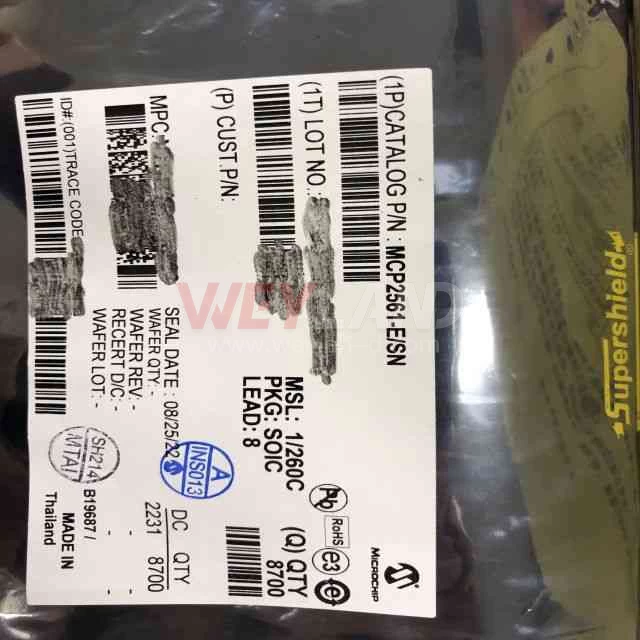 (1P)CATALOG P/N : MCP2561-E/SN
(1T) LOT NO :
(P) CUST.P/N:
MPC:
ID#:(001)TRACE CODE
MSL: 1/260C
PKG: SOIC
LEAD: 8
(Q) QTY
8700
SEAL DATE : 08/25/22
WAFER QTY: -
WAFER REV: -
RECERT D/C: -
WAFER LOT: -
DC QTY
2231 8700
- -
- -
A
INS013
SH214
MTAI
B19687 /
MADE IN
Thailand
Pb
RoHS
e3
e
MICROCHIP
Supershield
WEYLAD